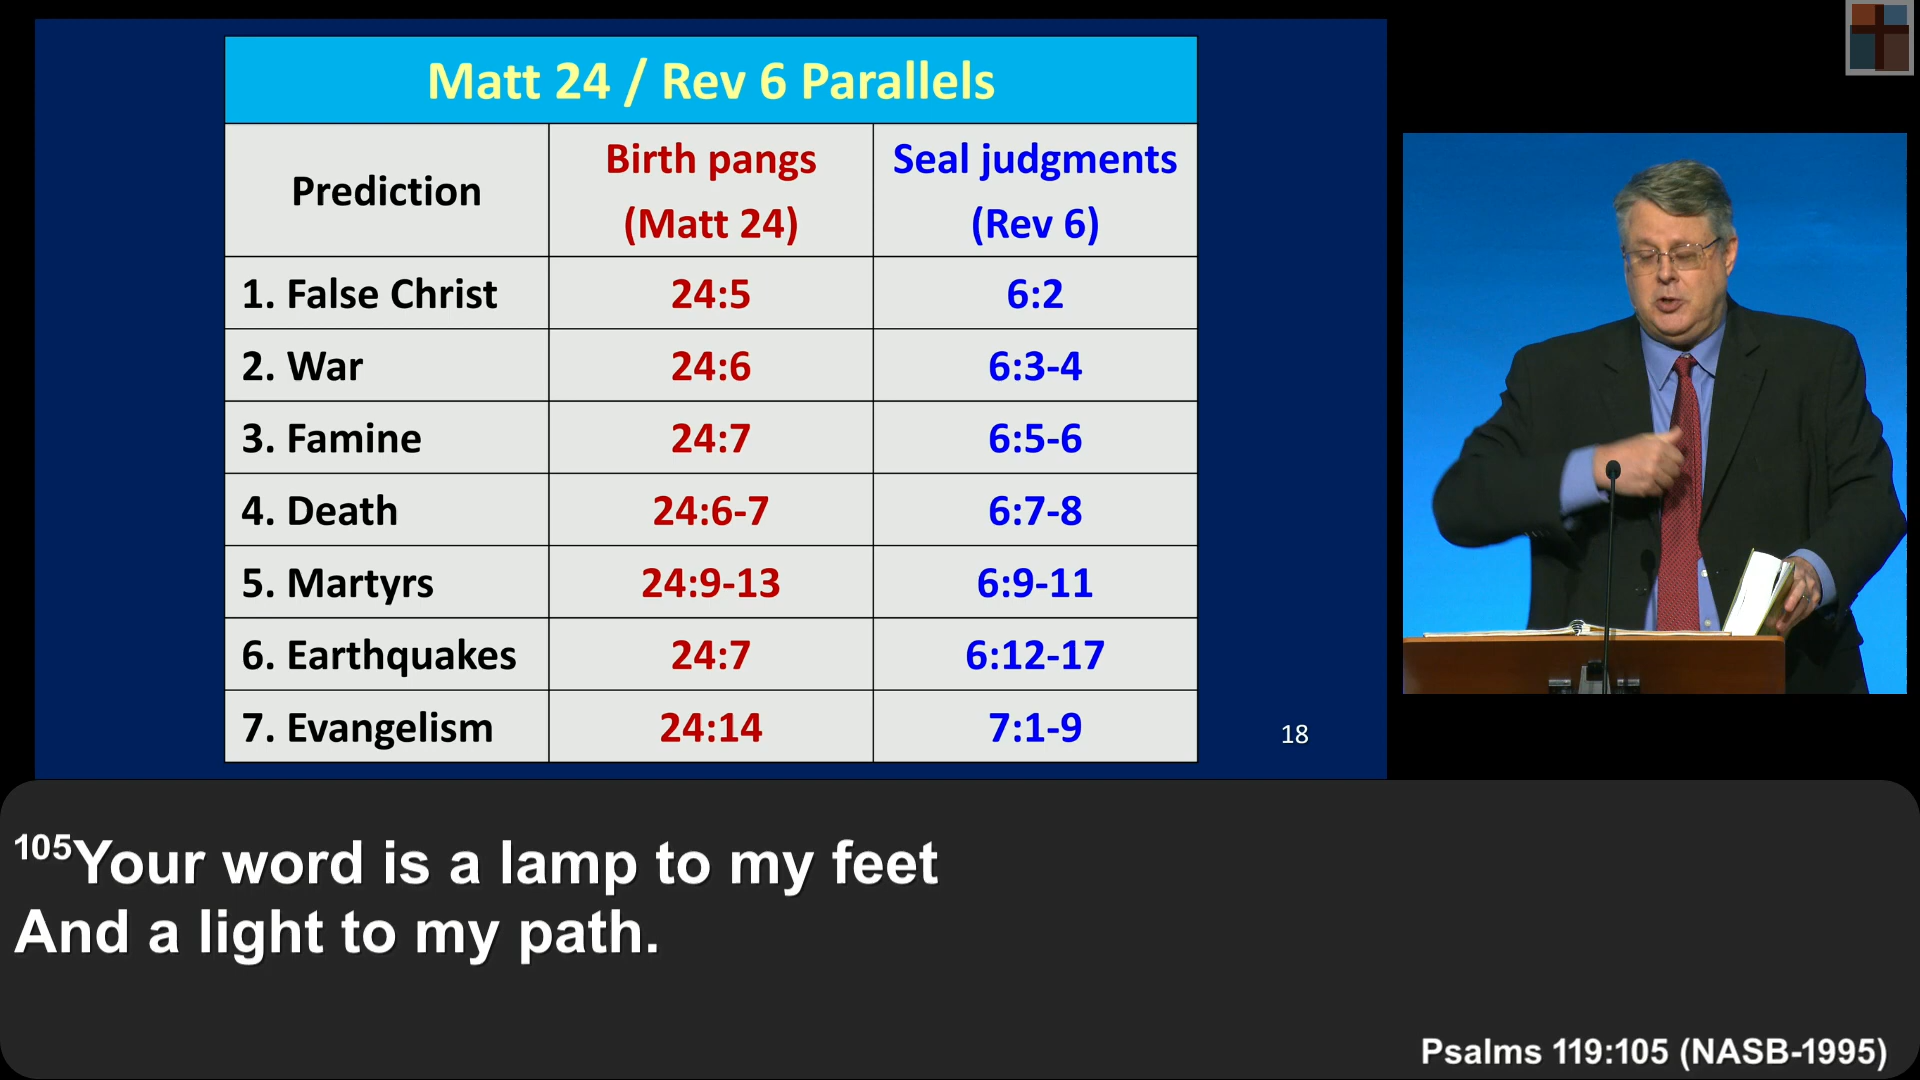 Matt 24 / Rev 6 Parallels
Prediction
Birth pangs
(Matt 24)
Seal judgments
(Rev 6)
1. False Christ 24:5 6:2
2. War 24:6 6:3-4
3. Famine 24:7 6:5-6
4. Death 24:6-7 6:7-8
5. Martyrs 24:9-13 6:9-11
6. Earthquakes 24:7 6:12-17
7. Evangelism 24:14 7:1-9
18
105Your word is a lamp to my feet
And a light to my path.
Psalms 119:105 (NASB-1995)